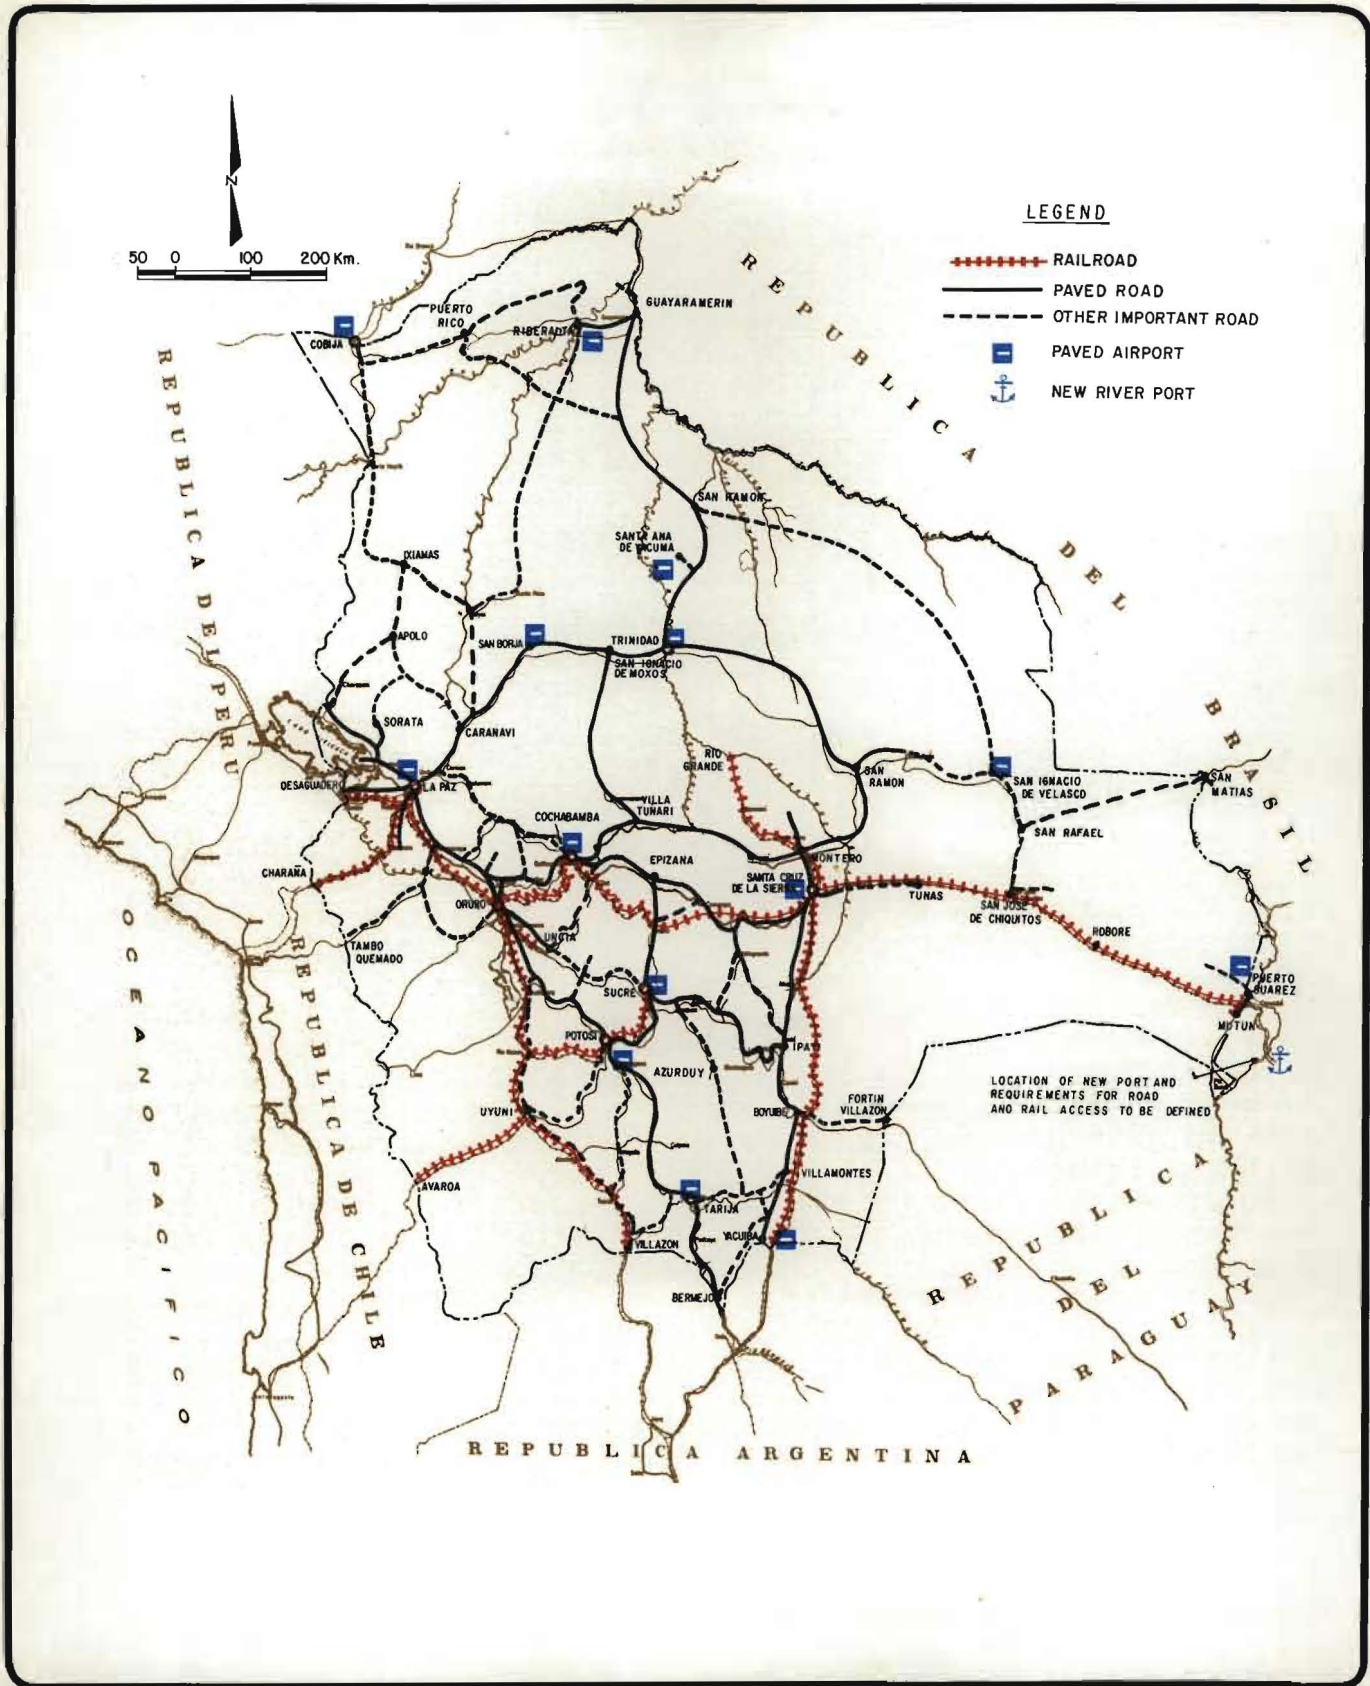 N
50 0 100 200 Km.
LEGEND
RAILROAD
PAVED ROAD
OTHER IMPORTANT ROAD
PAVED AIRPORT
NEW RIVER PORT
REPUBLICA DEL BRASIL
REPUBLICA DEL PERU
REPUBLICA DE CHILE
OCEANO PACIFICO
REPUBLICA ARGENTINA
REPUBLICA
DEL
PARAGUA
GUAYARAMERIN
PUERTO
RICO
RIBERALTA
COBIJA
SAN RAMON
SANTA ANA
DE YACUMA
IXIAMAS
APOLO
SAN BORJA
TRINIDAD
SAN IGNACIO
DE MOXOS
SORATA
CARANAVI
RIO
GRANDE
SAN
RAMON
SAN IGNACIO
DE VELASCO
SAN
MATIAS
DESAGUADERO
LA PAZ
VILLA
TUNARI
COCHABAMBA
SAN RAFAEL
EPIZANA
MONTERO
CHARAÑA
SANTA CRUZ
DE LA SIERRA
TUNAS
ORURO
SAN JOSE
DE CHIQUITOS
UNCIA
ROBORE
TAMBO
QUEMADO
PUERTO
SUAREZ
SUCRE
MUTUN
POTOSI
IPA
AZURDUY
LOCATION OF NEW PORT AND
REQUIREMENTS FOR ROAD
AND RAIL ACCESS TO BE DEFINED
UYUNI
BOYUIBE
FORTIN
VILLAZON
AVAROA
VILLAMONTES
TARIJA
VILLAZON
YACUIBA
BERMEJO